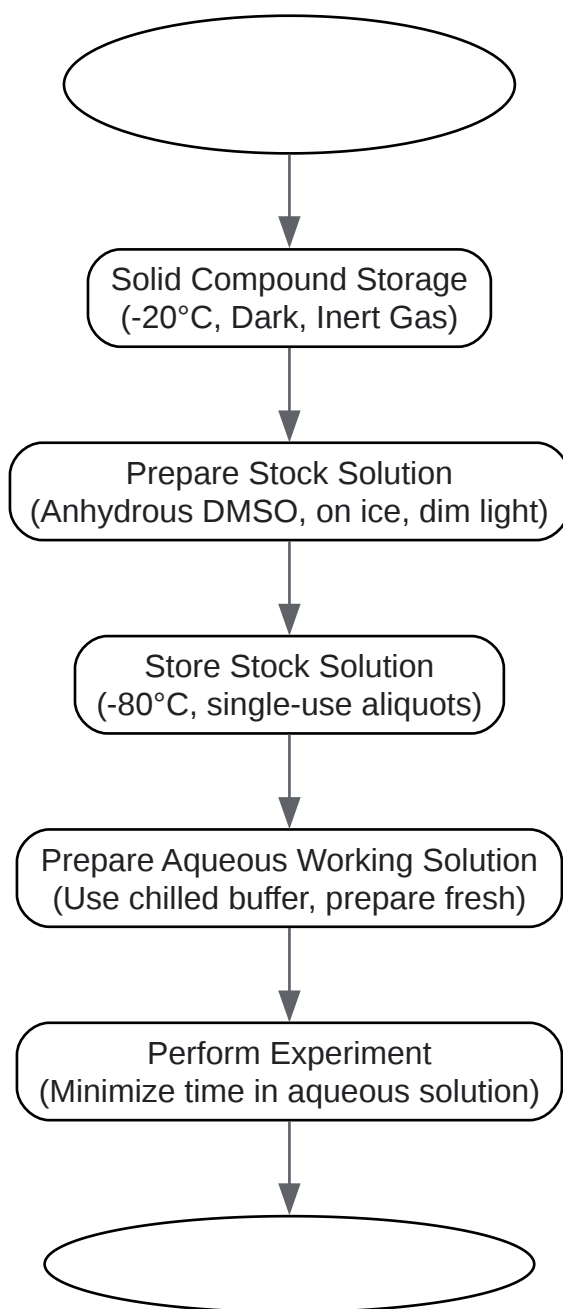 Solid Compound Storage
(-20°C, Dark, Inert Gas)
Prepare Stock Solution
(Anhydrous DMSO, on ice, dim light)
Store Stock Solution
(-80°C, single-use aliquots)
Prepare Aqueous Working Solution
(Use chilled buffer, prepare fresh)
Perform Experiment
(Minimize time in aqueous solution)